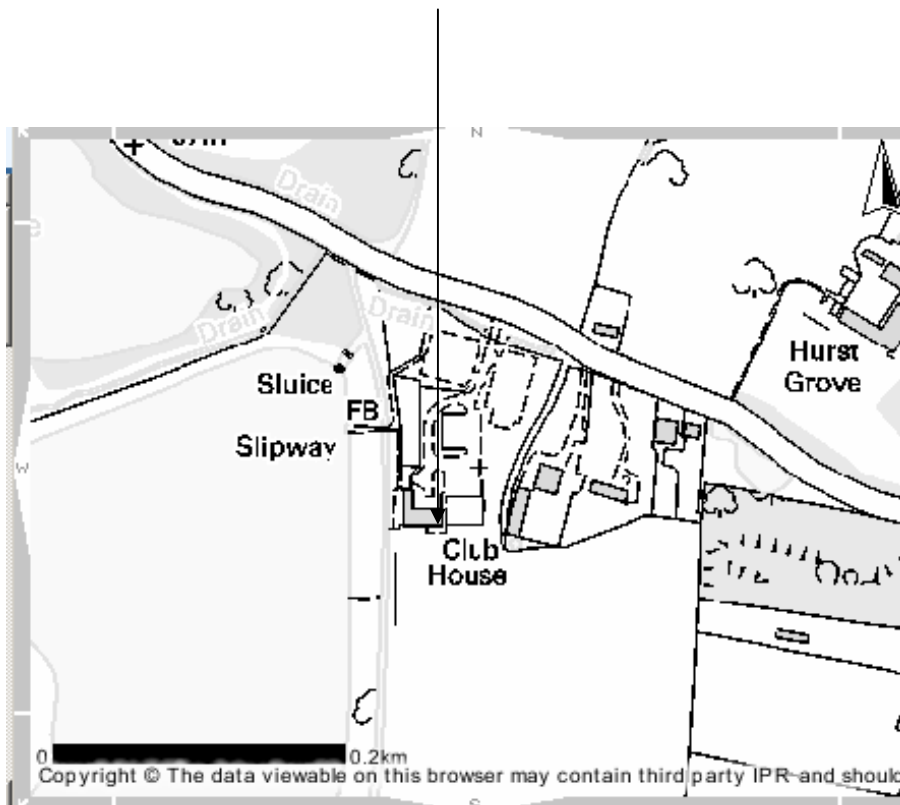 N
Drain
Drain
Drain
Hurst
Grove
Sluice
FB
Slipway
W
Club
House
0
0.2km
Copyright © The data viewable on this browser may contain third party IPR and should
S